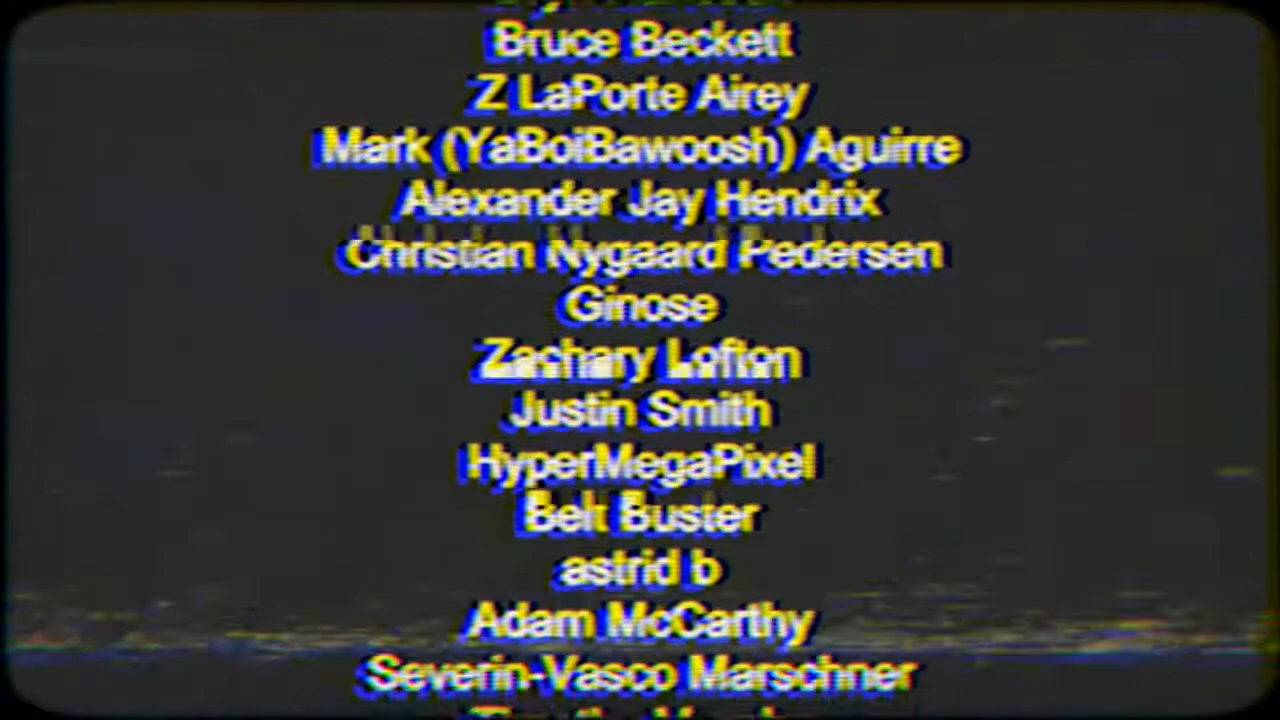 Bruce Beckett
Z LaPorte Airey
Mark (YaBoiBawoosh) Aguirre
Alexander Jay Hendrix
Christian Nygaard Pedersen
Ginose
Zachary Lofton
Justin Smith
HyperMegaPixel
Belt Buster
astrid b
Adam McCarthy
Severin-Vasco Marschner